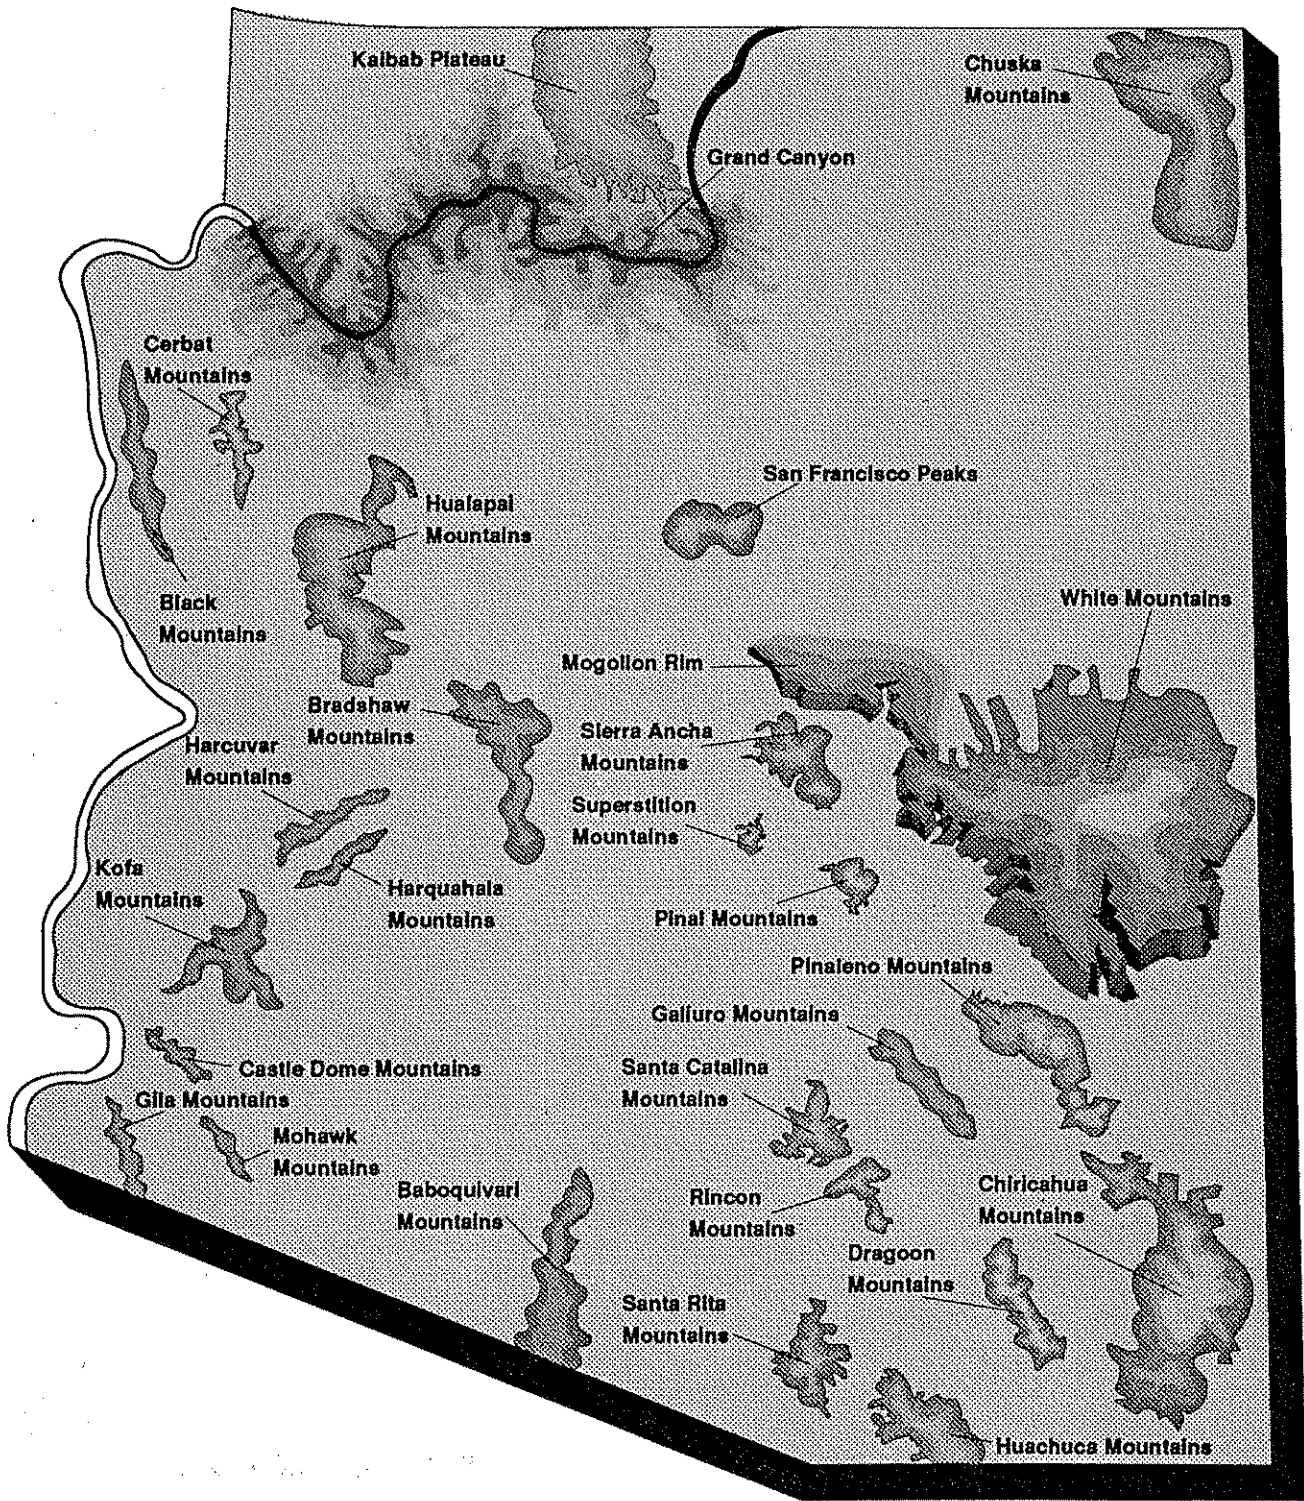 Kaibab Plateau
Chuska
Mountains
Grand Canyon
Cerbat
Mountains
San Francisco Peaks
Hualapai
Mountains
Black
Mountains
White Mountains
Mogollon Rim
Bradshaw
Mountains
Sierra Ancha
Mountains
Harcuvar
Mountains
Superstition
Mountains
Kofa
Mountains
Harquahala
Mountains
Pinal Mountains
Pinaleno Mountains
Galiuro Mountains
Castle Dome Mountains
Santa Catalina
Mountains
Gila Mountains
Mohawk
Mountains
Baboquivari
Mountains
Rincon
Mountains
Chiricahua
Mountains
Dragoon
Mountains
Santa Rita
Mountains
Huachuca Mountains